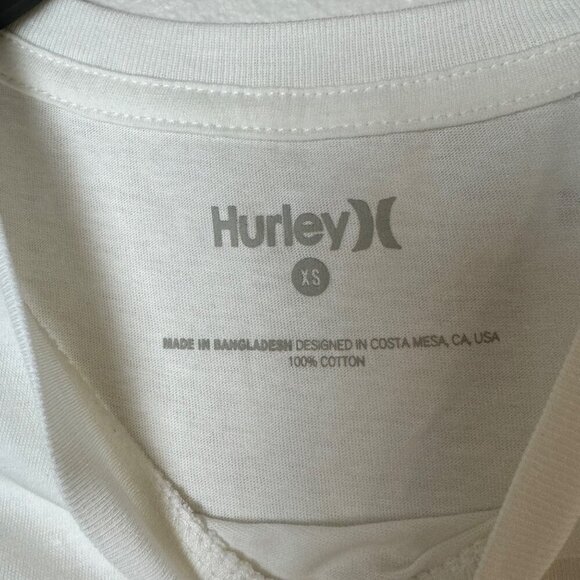 Hurley
XS
MADE IN BANGLADESH DESIGNED IN COSTA MESA, CA, USA
100% COTTON